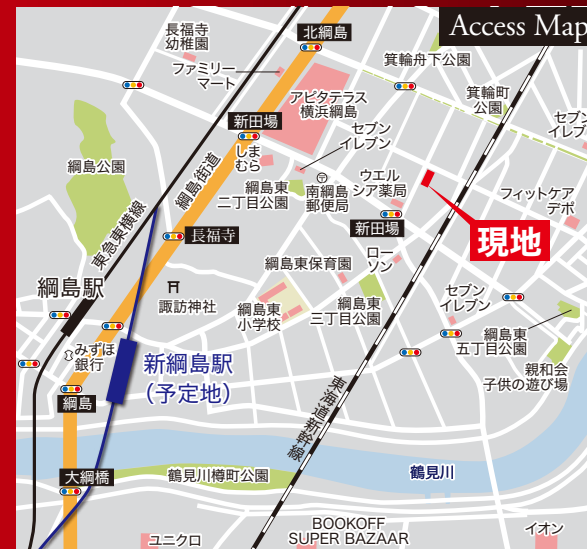 Access Map
長福寺
幼稚園
北綱島
ファミリー
マート
箕輪舟下公園
箕輪町
公園
アピタテラス
横浜綱島
セブン
イレブ
新田場
しま
むら
セブン
イレブン
綱島公園
綱島街道
綱島東
二丁目公園
南綱島
郵便局
ウエル
シア薬局
フィットケア
デポ
東急東横線
新田場
現地
長福寺
ロー
ソン
綱島東保育園
綱島駅
諏訪神社
綱島東
小学校
綱島東
三丁目公園
セブン
イレブン
綱島東
五丁目公園
みずほ
銀行
新綱島駅
(予定地)
親和会
子供の遊び場
綱島
東海道新幹線
大綱橋
鶴見川樽町公園
鶴見川
ユニクロ
BOOKOFF
SUPER BAZAAR
イオン